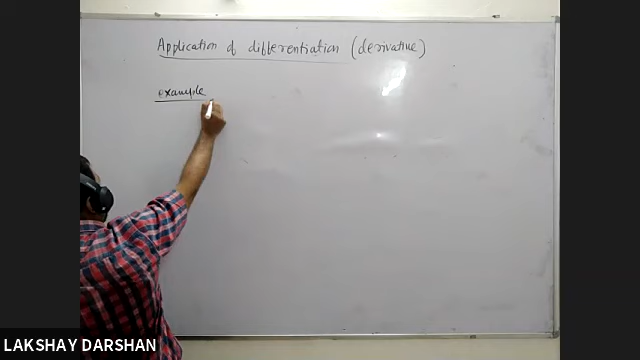 Application of differentiation (derivative)
example
LAKSHAY DARSHAN